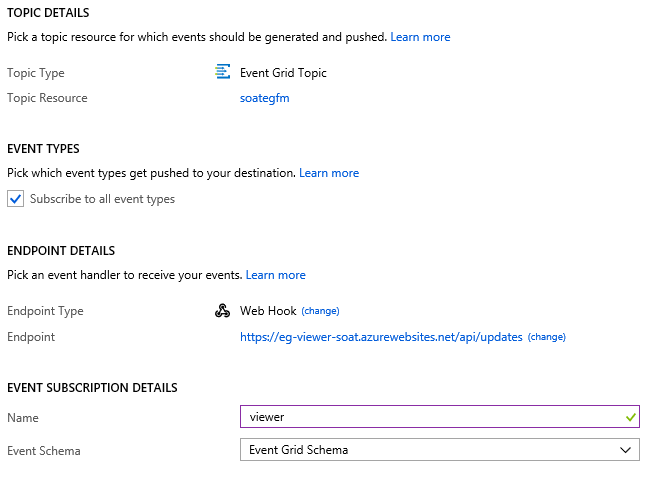 TOPIC DETAILS
Pick a topic resource for which events should be generated and pushed. Learn more
Topic Type Event Grid Topic
Topic Resource soategfm
EVENT TYPES
Pick which event types get pushed to your destination. Learn more
Subscribe to all event types
ENDPOINT DETAILS
Pick an event handler to receive your events. Learn more
Endpoint Type Web Hook (change)
Endpoint https://eg-viewer-soat.azurewebsites.net/api/updates (change)
EVENT SUBSCRIPTION DETAILS
Name viewer
Event Schema Event Grid Schema